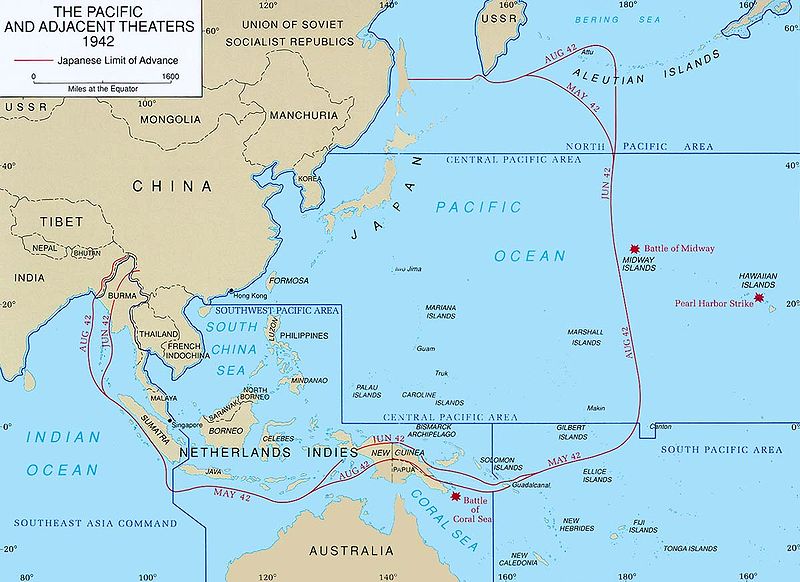 THE PACIFIC
AND ADJACENT THEATERS
1942
Japanese Limit of Advance
0 1600
Miles at the Equator
120°
140°
160°
180°
160°
60°
60°
UNION OF SOVIET
SOCIALIST REPUBLICS
USSR
BERING SEA
AUG 42
Attu
ALEUTIAN ISLANDS
MAY 42
USSR
100°
MONGOLIA
MANCHURIA
NORTH PACIFIC AREA
CENTRAL PACIFIC AREA
40°
40°
KOREA
CHINA
JAPAN
JUN 42
PACIFIC
OCEAN
TIBET
NEPAL
BHUTAN
INDIA
BURMA
Battle of Midway
MIDWAY
ISLANDS
Iwo Jima
HAWAIIAN
ISLANDS
Pearl Harbor Strike
FORMOSA
Hong Kong
20°
20°
SOUTHWEST PACIFIC AREA
MARIANA
ISLANDS
AUG 42
JUN 42
THAILAND
FRENCH
INDOCHINA
SOUTH
CHINA
SEA
LUZON
PHILIPPINES
MARSHALL
ISLANDS
AUG 42
Guam
Truk
MINDANAO
PALAU
ISLANDS
CAROLINE
ISLANDS
MALAYA
NORTH
BORNEO
SARAWAK
Makin
CENTRAL PACIFIC AREA
Singapore
SUMATRA
BORNEO
CELEBES
BISMARCK
ARCHIPELAGO
GILBERT
ISLANDS
Canton
0°
0°
INDIAN
OCEAN
NETHERLANDS INDIES
JUN 42
NEW GUINEA
AUG 42
PAPUA
SOLOMON
ISLANDS
MAY 42
SOUTH PACIFIC AREA
JAVA
MAY 42
Guadalcanal
ELLICE
ISLANDS
Battle
of
Coral Sea
CORAL SEA
SOUTHEAST ASIA COMMAND
NEW
HEBRIDES
FIJI
ISLANDS
TONGA ISLANDS
AUSTRALIA
NEW
CALEDONIA
20°
20°
80°
100°
120°
140°
160°
180°
160°